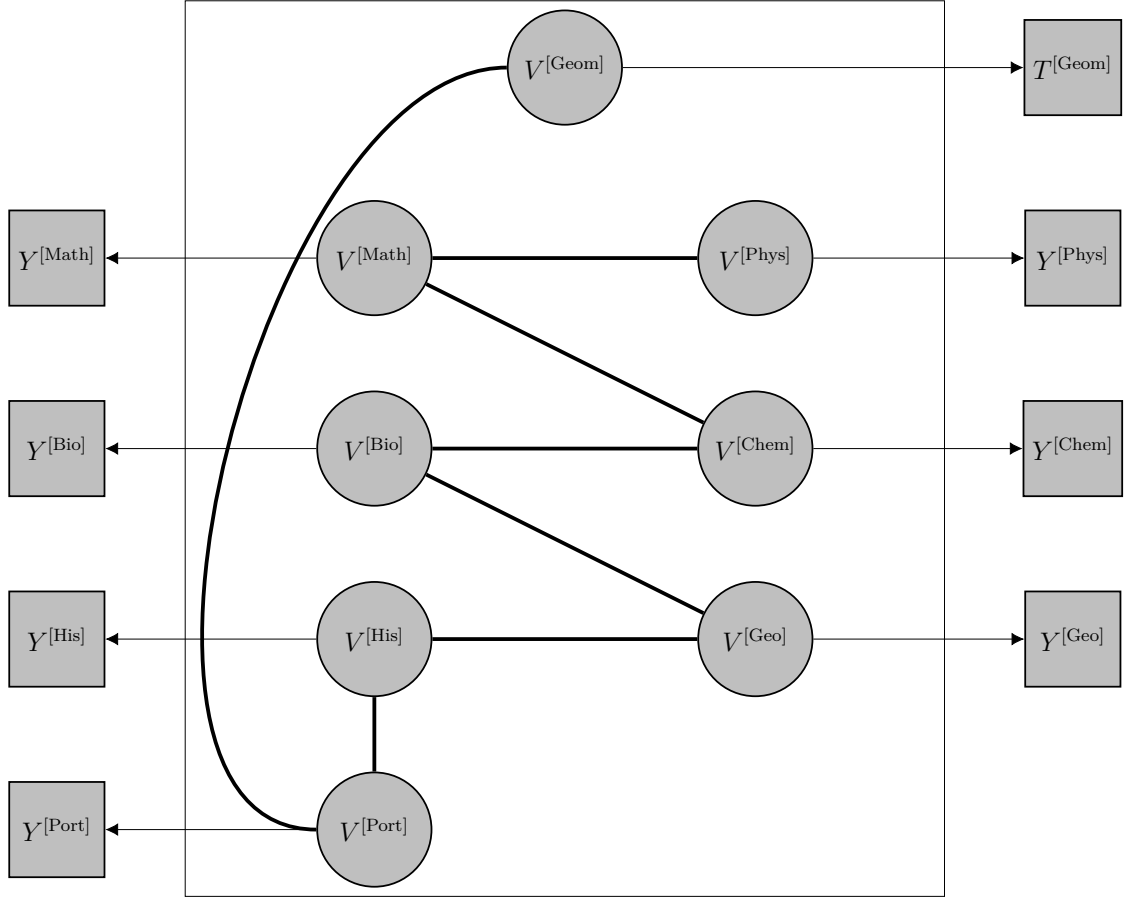 V^[Geom] T^[Geom]
Y^[Math] V^[Math] V^[Phys] Y^[Phys]
Y^[Bio] V^[Bio] V^[Chem] Y^[Chem]
Y^[His] V^[His] V^[Geo] Y^[Geo]
Y^[Port] V^[Port]